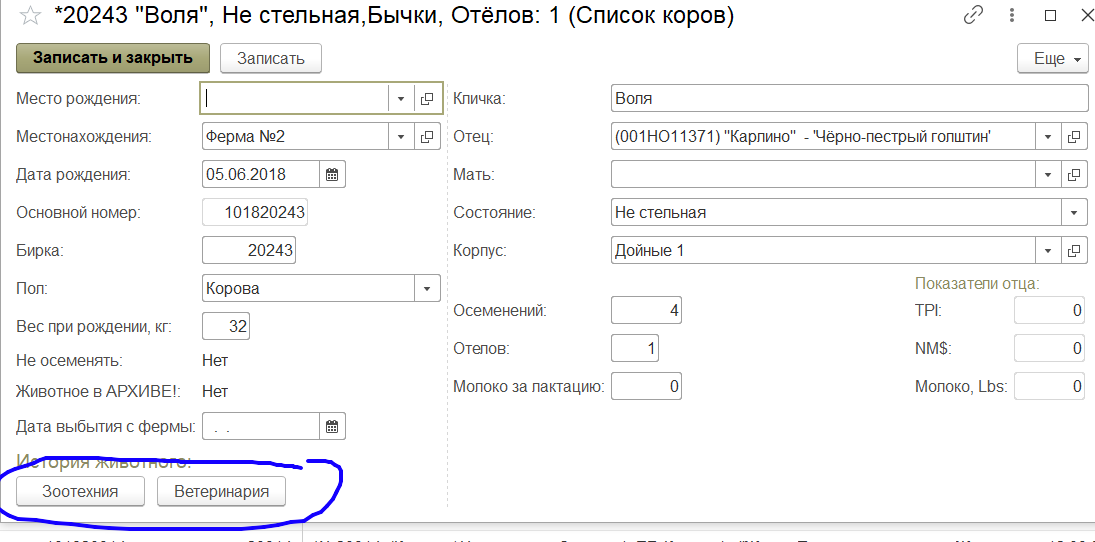 *20243 "Воля", Не стельная,Бычки, Отёлов: 1 (Список коров)
Записать и закрыть
Записать
Еще
Место рождения:
Местонахождения: Ферма №2
Дата рождения: 05.06.2018
Основной номер: 101820243
Бирка: 20243
Пол: Корова
Вес при рождении, кг: 32
Не осеменять: Нет
Животное в АРХИВЕ!: Нет
Дата выбытия с фермы: . .
История животного:
Зоотехния
Ветеринария
Кличка: Воля
Отец: (001HO11371) "Карлино" - 'Чёрно-пестрый голштин'
Мать:
Состояние: Не стельная
Корпус: Дойные 1
Осеменений: 4
Отелов: 1
Молоко за лактацию: 0
Показатели отца:
TPI: 0
NM$: 0
Молоко, Lbs: 0